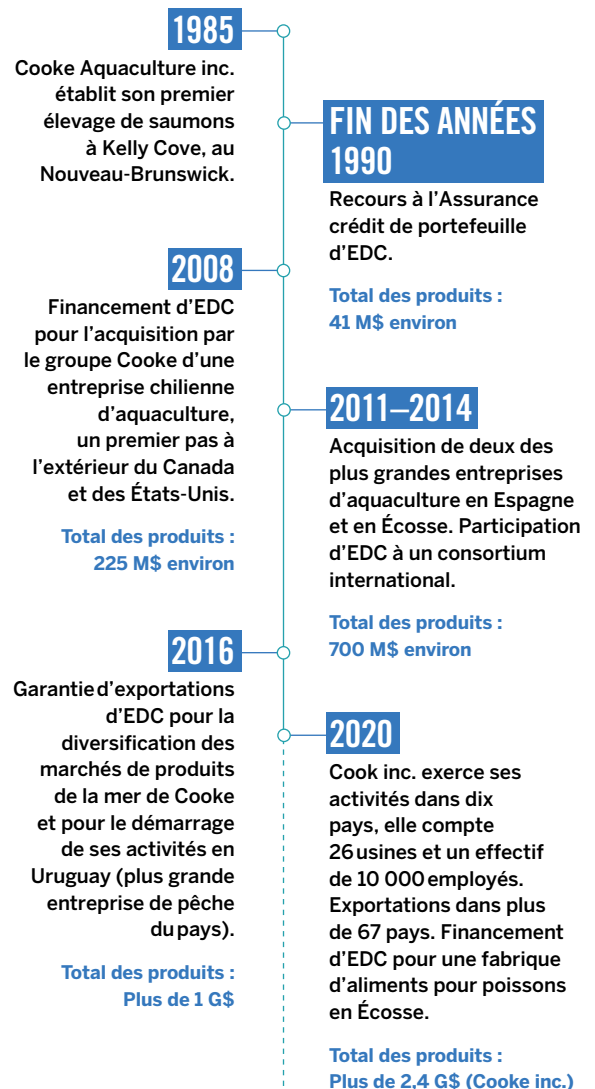 1985
Cooke Aquaculture inc.
établit son premier
élevage de saumons
à Kelly Cove, au
Nouveau-Brunswick.
FIN DES ANNÉES
1990
Recours à l’Assurance
crédit de portefeuille
d’EDC.
Total des produits :
41 M$ environ
2008
Financement d’EDC
pour l’acquisition par
le groupe Cooke d’une
entreprise chilienne
d’aquaculture,
un premier pas à
l’extérieur du Canada
et des États-Unis.
Total des produits :
225 M$ environ
2011–2014
Acquisition de deux des
plus grandes entreprises
d’aquaculture en Espagne
et en Écosse. Participation
d’EDC à un consortium
international.
Total des produits :
700 M$ environ
2016
Garantie d’exportations
d’EDC pour la
diversification des
marchés de produits
de la mer de Cooke
et pour le démarrage
de ses activités en
Uruguay (plus grande
entreprise de pêche
du pays).
Total des produits :
Plus de 1 G$
2020
Cook inc. exerce ses
activités dans dix
pays, elle compte
26 usines et un effectif
de 10 000 employés.
Exportations dans plus
de 67 pays. Financement
d’EDC pour une fabrique
d’aliments pour poissons
en Écosse.
Total des produits :
Plus de 2,4 G$ (Cooke inc.)